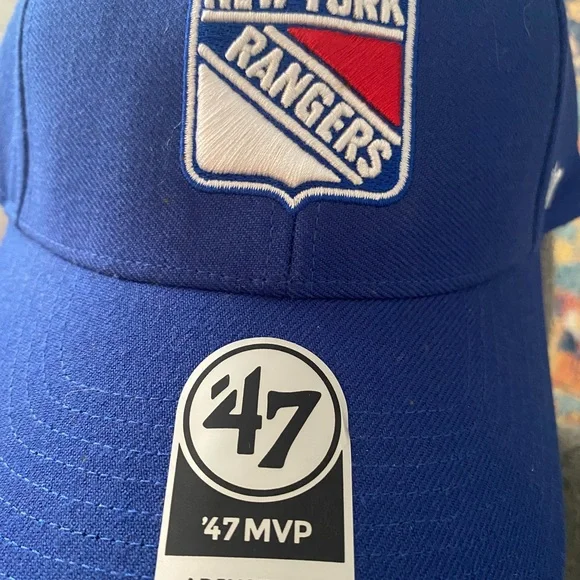 NEW YORK
RANGERS
'47
'47 MVP